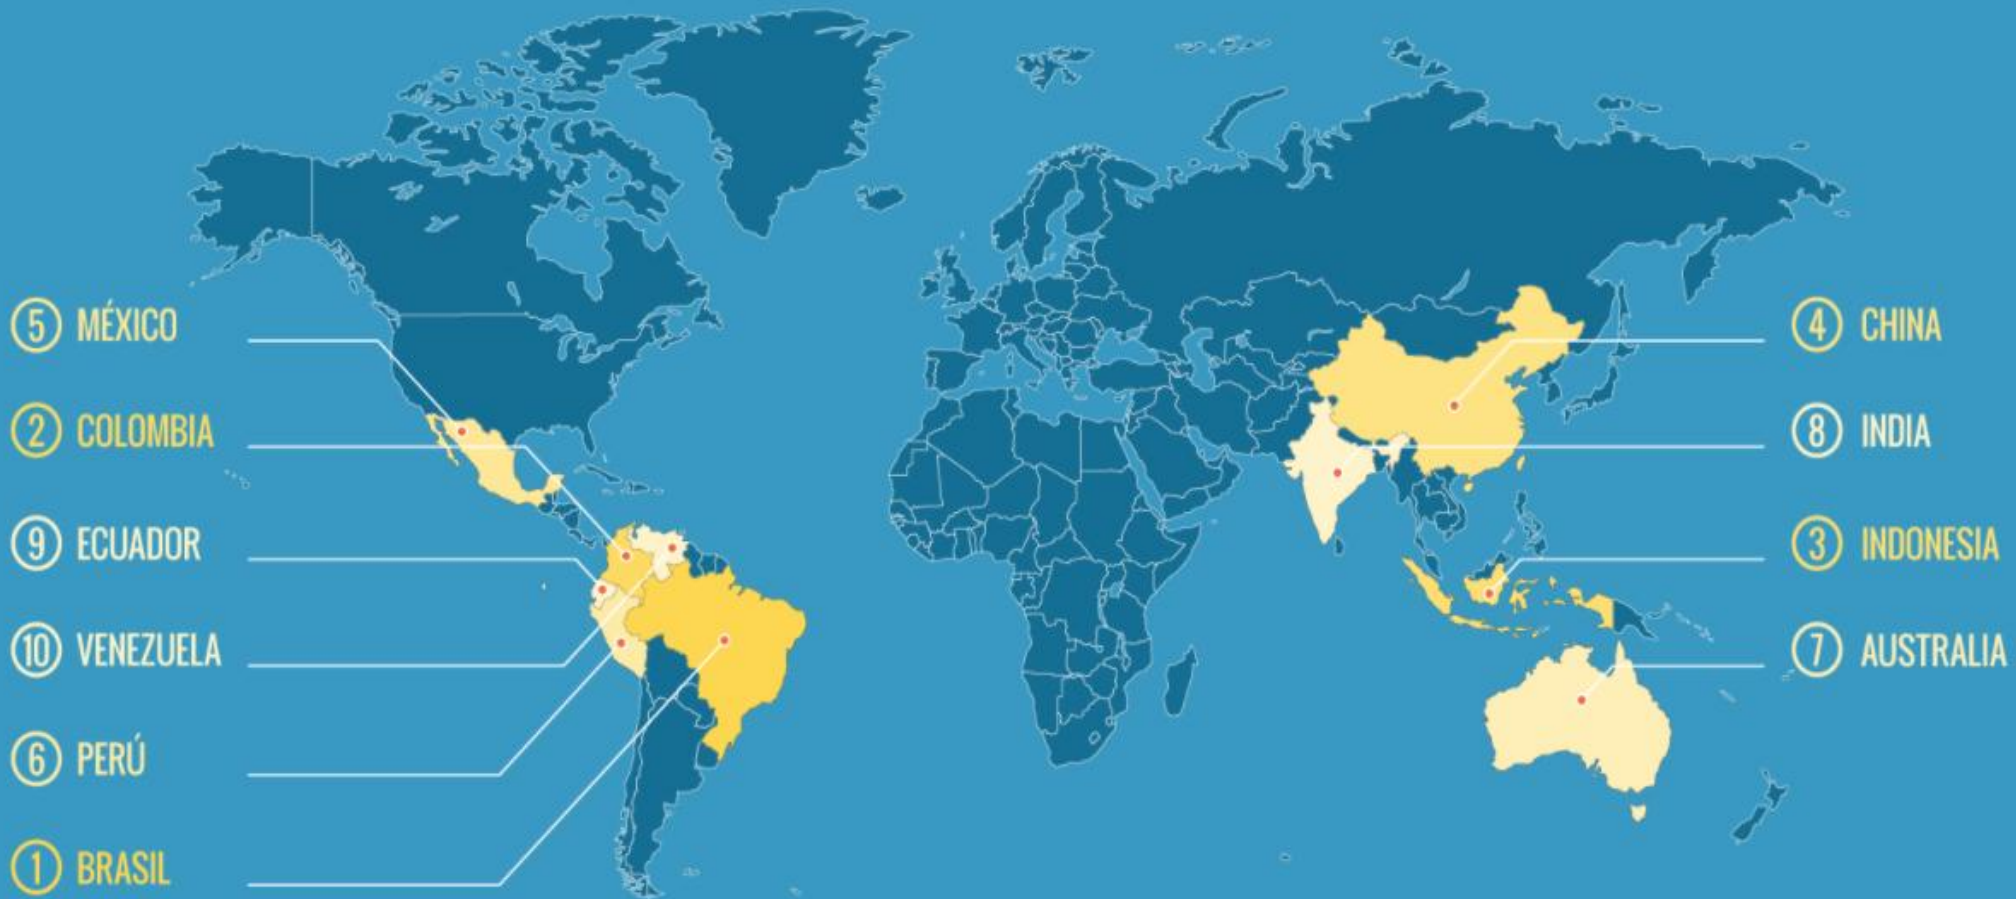 5 MÉXICO
2 COLOMBIA
9 ECUADOR
10 VENEZUELA
6 PERÚ
1 BRASIL
4 CHINA
8 INDIA
3 INDONESIA
7 AUSTRALIA